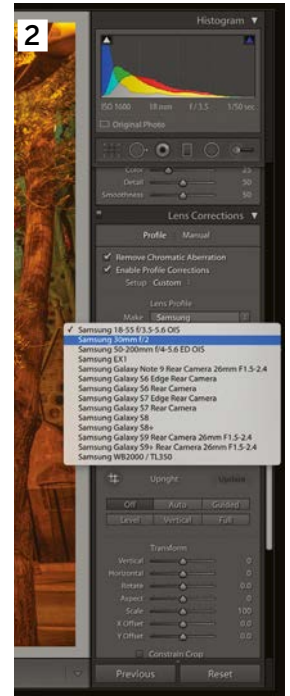 2
Histogram ▼
ISO 1600 18 mm f / 3.5 1/50 sec
Original Photo
Color 25
Detail 50
Smoothness 50
Lens Corrections ▼
Profile Manual
✓ Remove Chromatic Aberration
✓ Enable Profile Corrections
Setup Custom
Lens Profile
Make Samsung
✓ Samsung 18-55 f/3.5-5.6 OIS
Samsung 30mm f/2
Samsung 50-200mm f/4-5.6 ED OIS
Samsung EX1
Samsung Galaxy Note 9 Rear Camera 26mm F1.5-2.4
Samsung Galaxy S6 Edge Rear Camera
Samsung Galaxy S6 Rear Camera
Samsung Galaxy S7 Edge Rear Camera
Samsung Galaxy S7 Rear Camera
Samsung Galaxy S8
Samsung Galaxy S8+
Samsung Galaxy S9 Rear Camera 26mm F1.5-2.4
Samsung Galaxy S9+ Rear Camera 26mm F1.5-2.4
Samsung WB2000 / TL350
Upright Update
Off Auto Guided
Level Vertical Full
Transform
Vertical 0
Horizontal 0
Rotate 0.0
Aspect 0
Scale 100
X Offset 0.0
Y Offset 0.0
Constrain Crop
Previous Reset